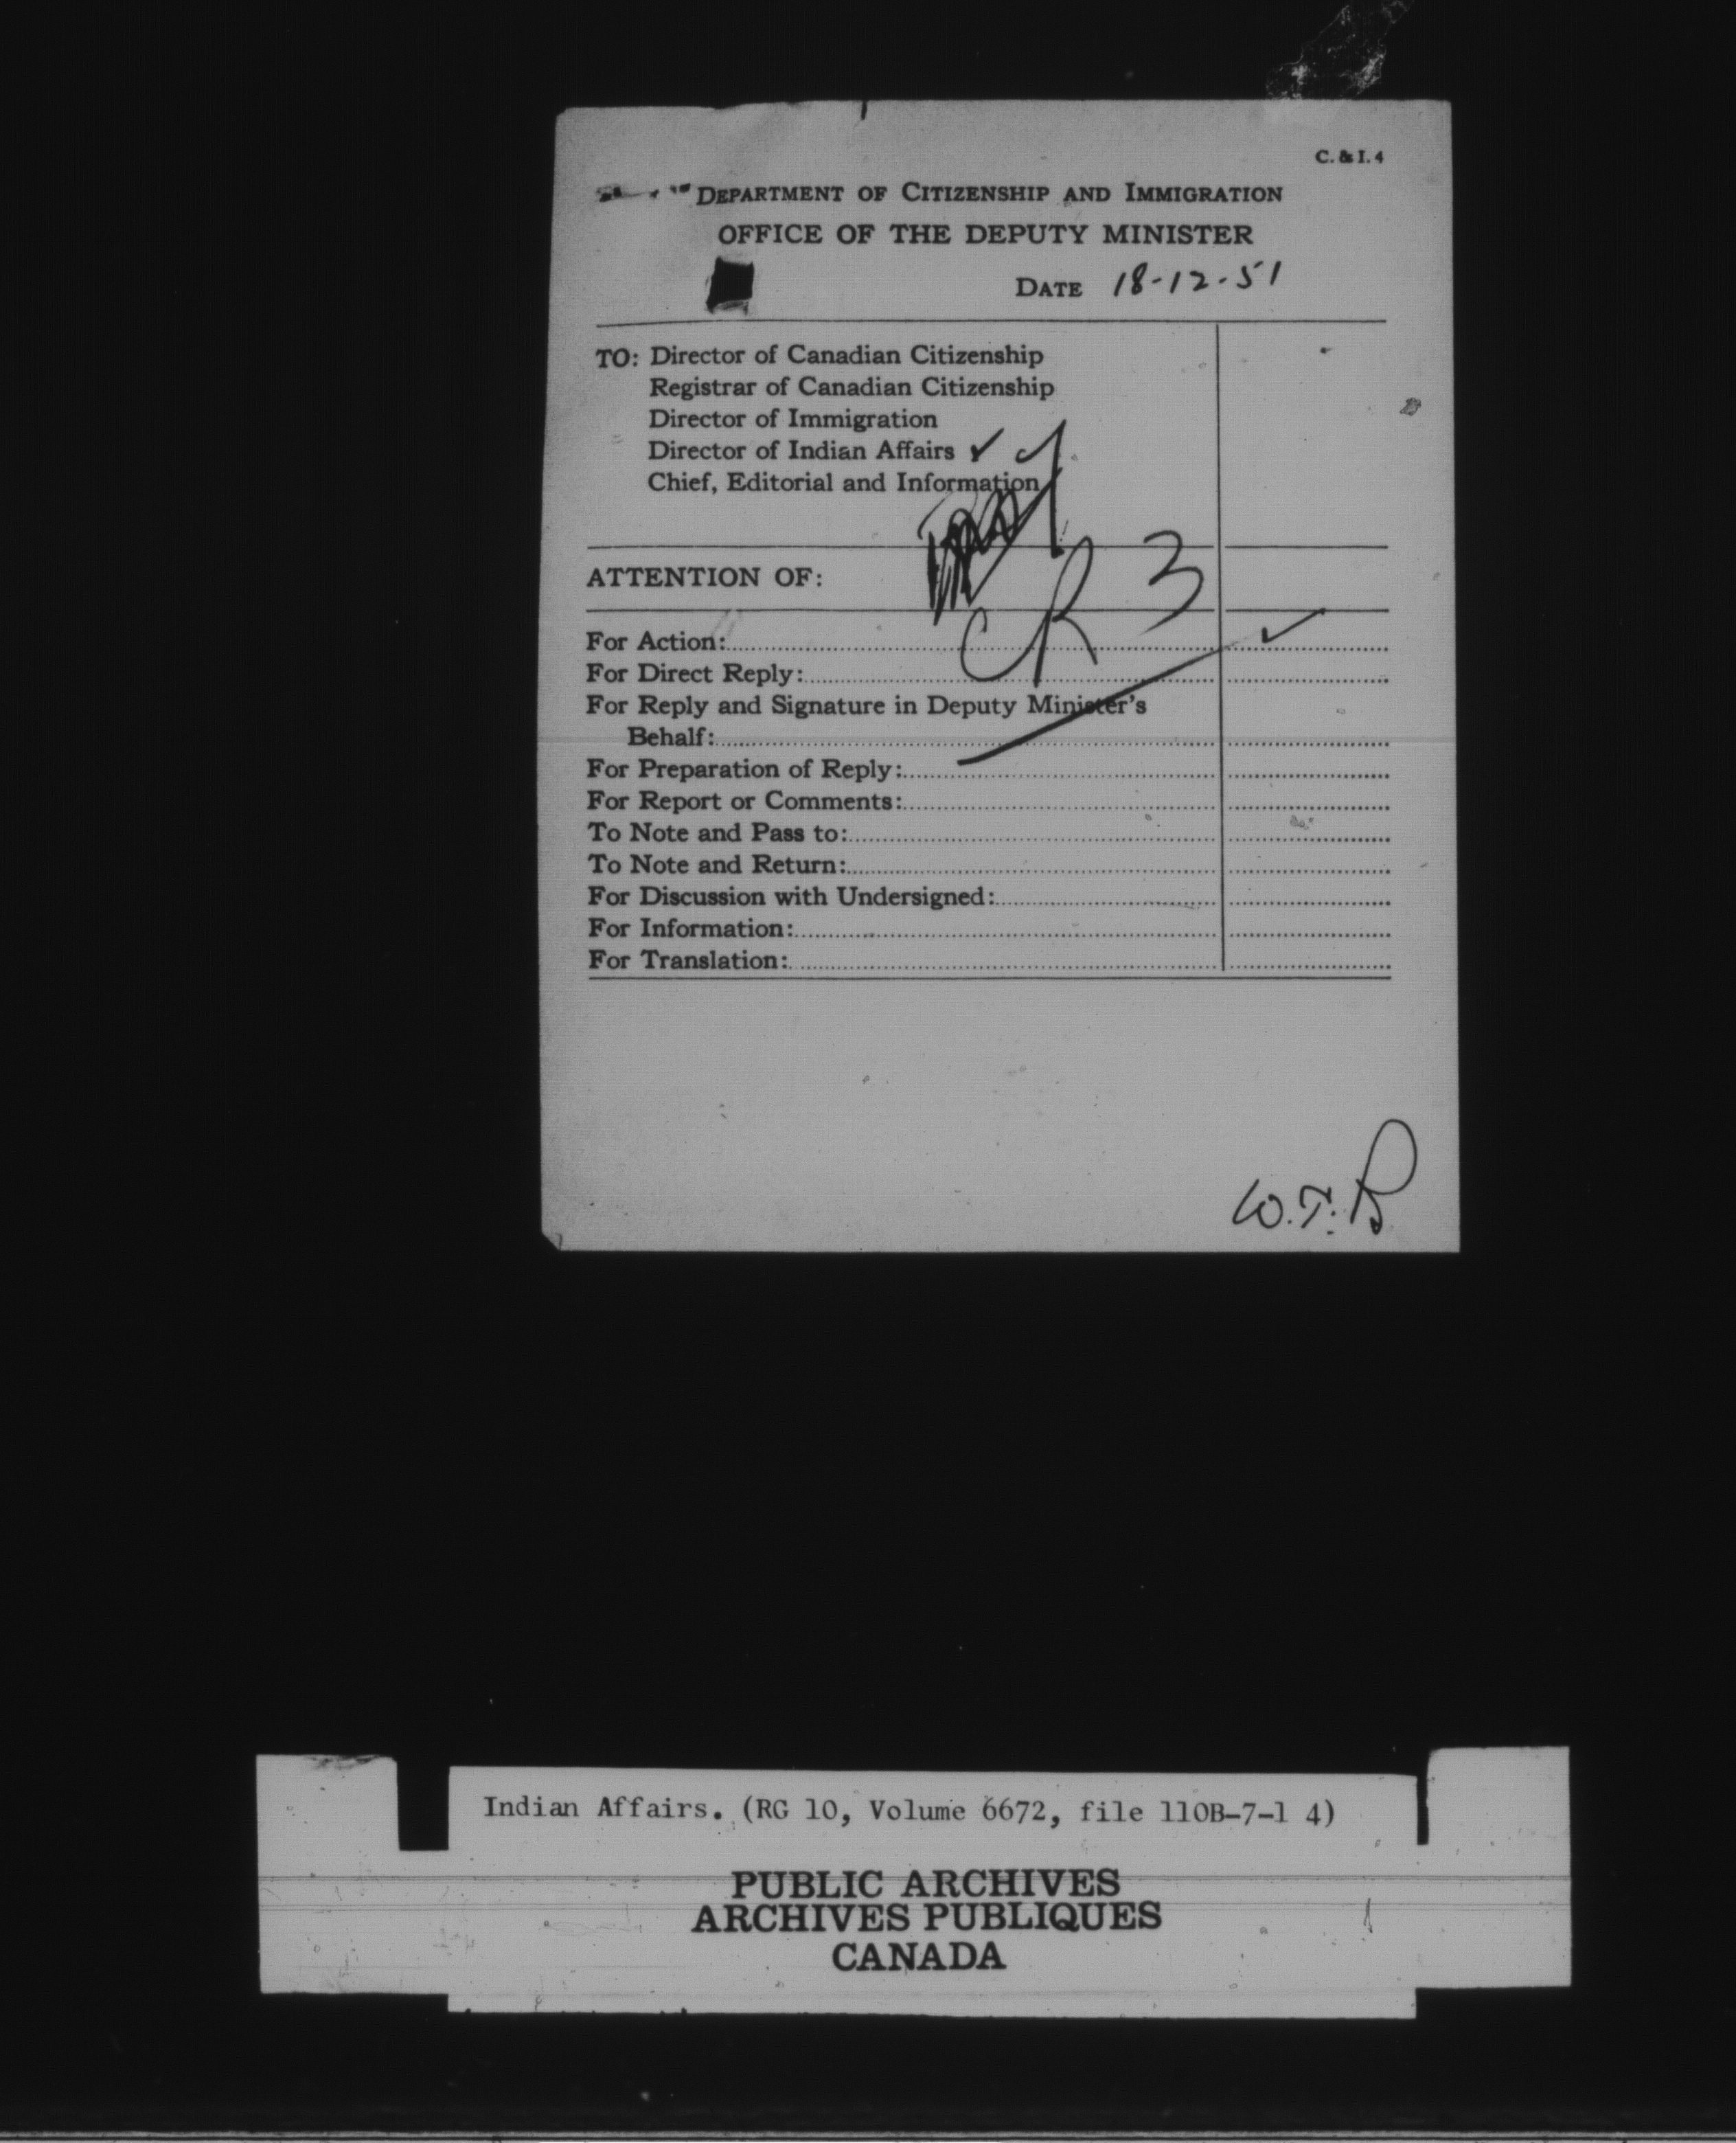 C. & I. 4
DEPARTMENT OF CITIZENSHIP AND IMMIGRATION
OFFICE OF THE DEPUTY MINISTER
DATE 18-12-51
TO: Director of Canadian Citizenship
Registrar of Canadian Citizenship
Director of Immigration
Director of Indian Affairs ✓
Chief, Editorial and Information
ATTENTION OF:
CR 3
For Action: ✓
For Direct Reply:
For Reply and Signature in Deputy Minister's
Behalf:
For Preparation of Reply:
For Report or Comments:
To Note and Pass to:
To Note and Return:
For Discussion with Undersigned:
For Information:
For Translation:
W.J.
Indian Affairs. (RG 10, Volume 6672, file 110B-7-1 4)
PUBLIC ARCHIVES
ARCHIVES PUBLIQUES
CANADA